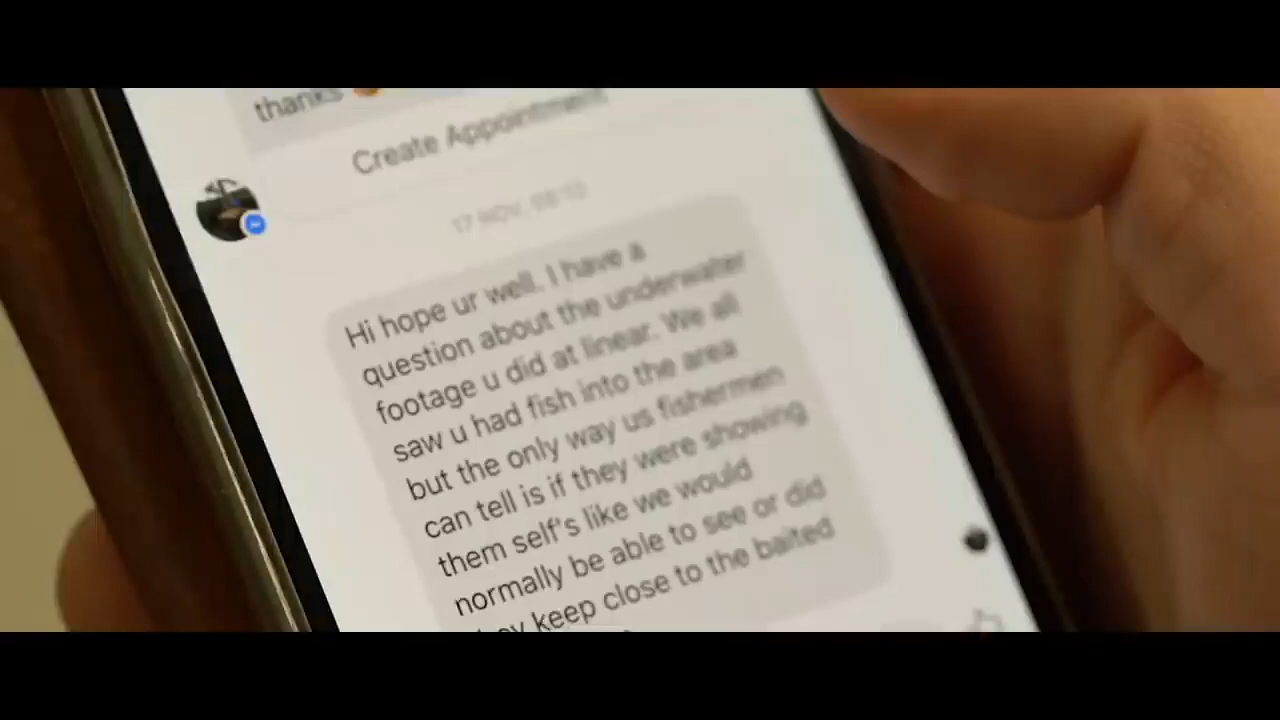 thanks
Create Appointment
17 NOV,
Hi hope ur well. I have a
question about the underwater
footage u did at linear. We all
saw u had fish into the area
but the only way us fishermen
can tell is if they were showing
them self's like we would
normally be able to see or did
keep close to the baited